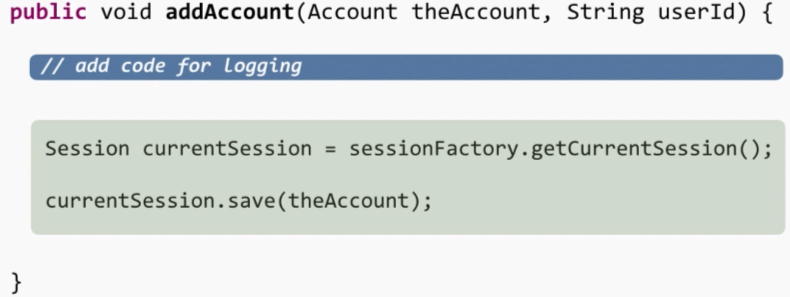 public void addAccount(Account theAccount, String userId) {
// add code for logging
Session currentSession = sessionFactory.getCurrentSession();
currentSession.save(theAccount);
}